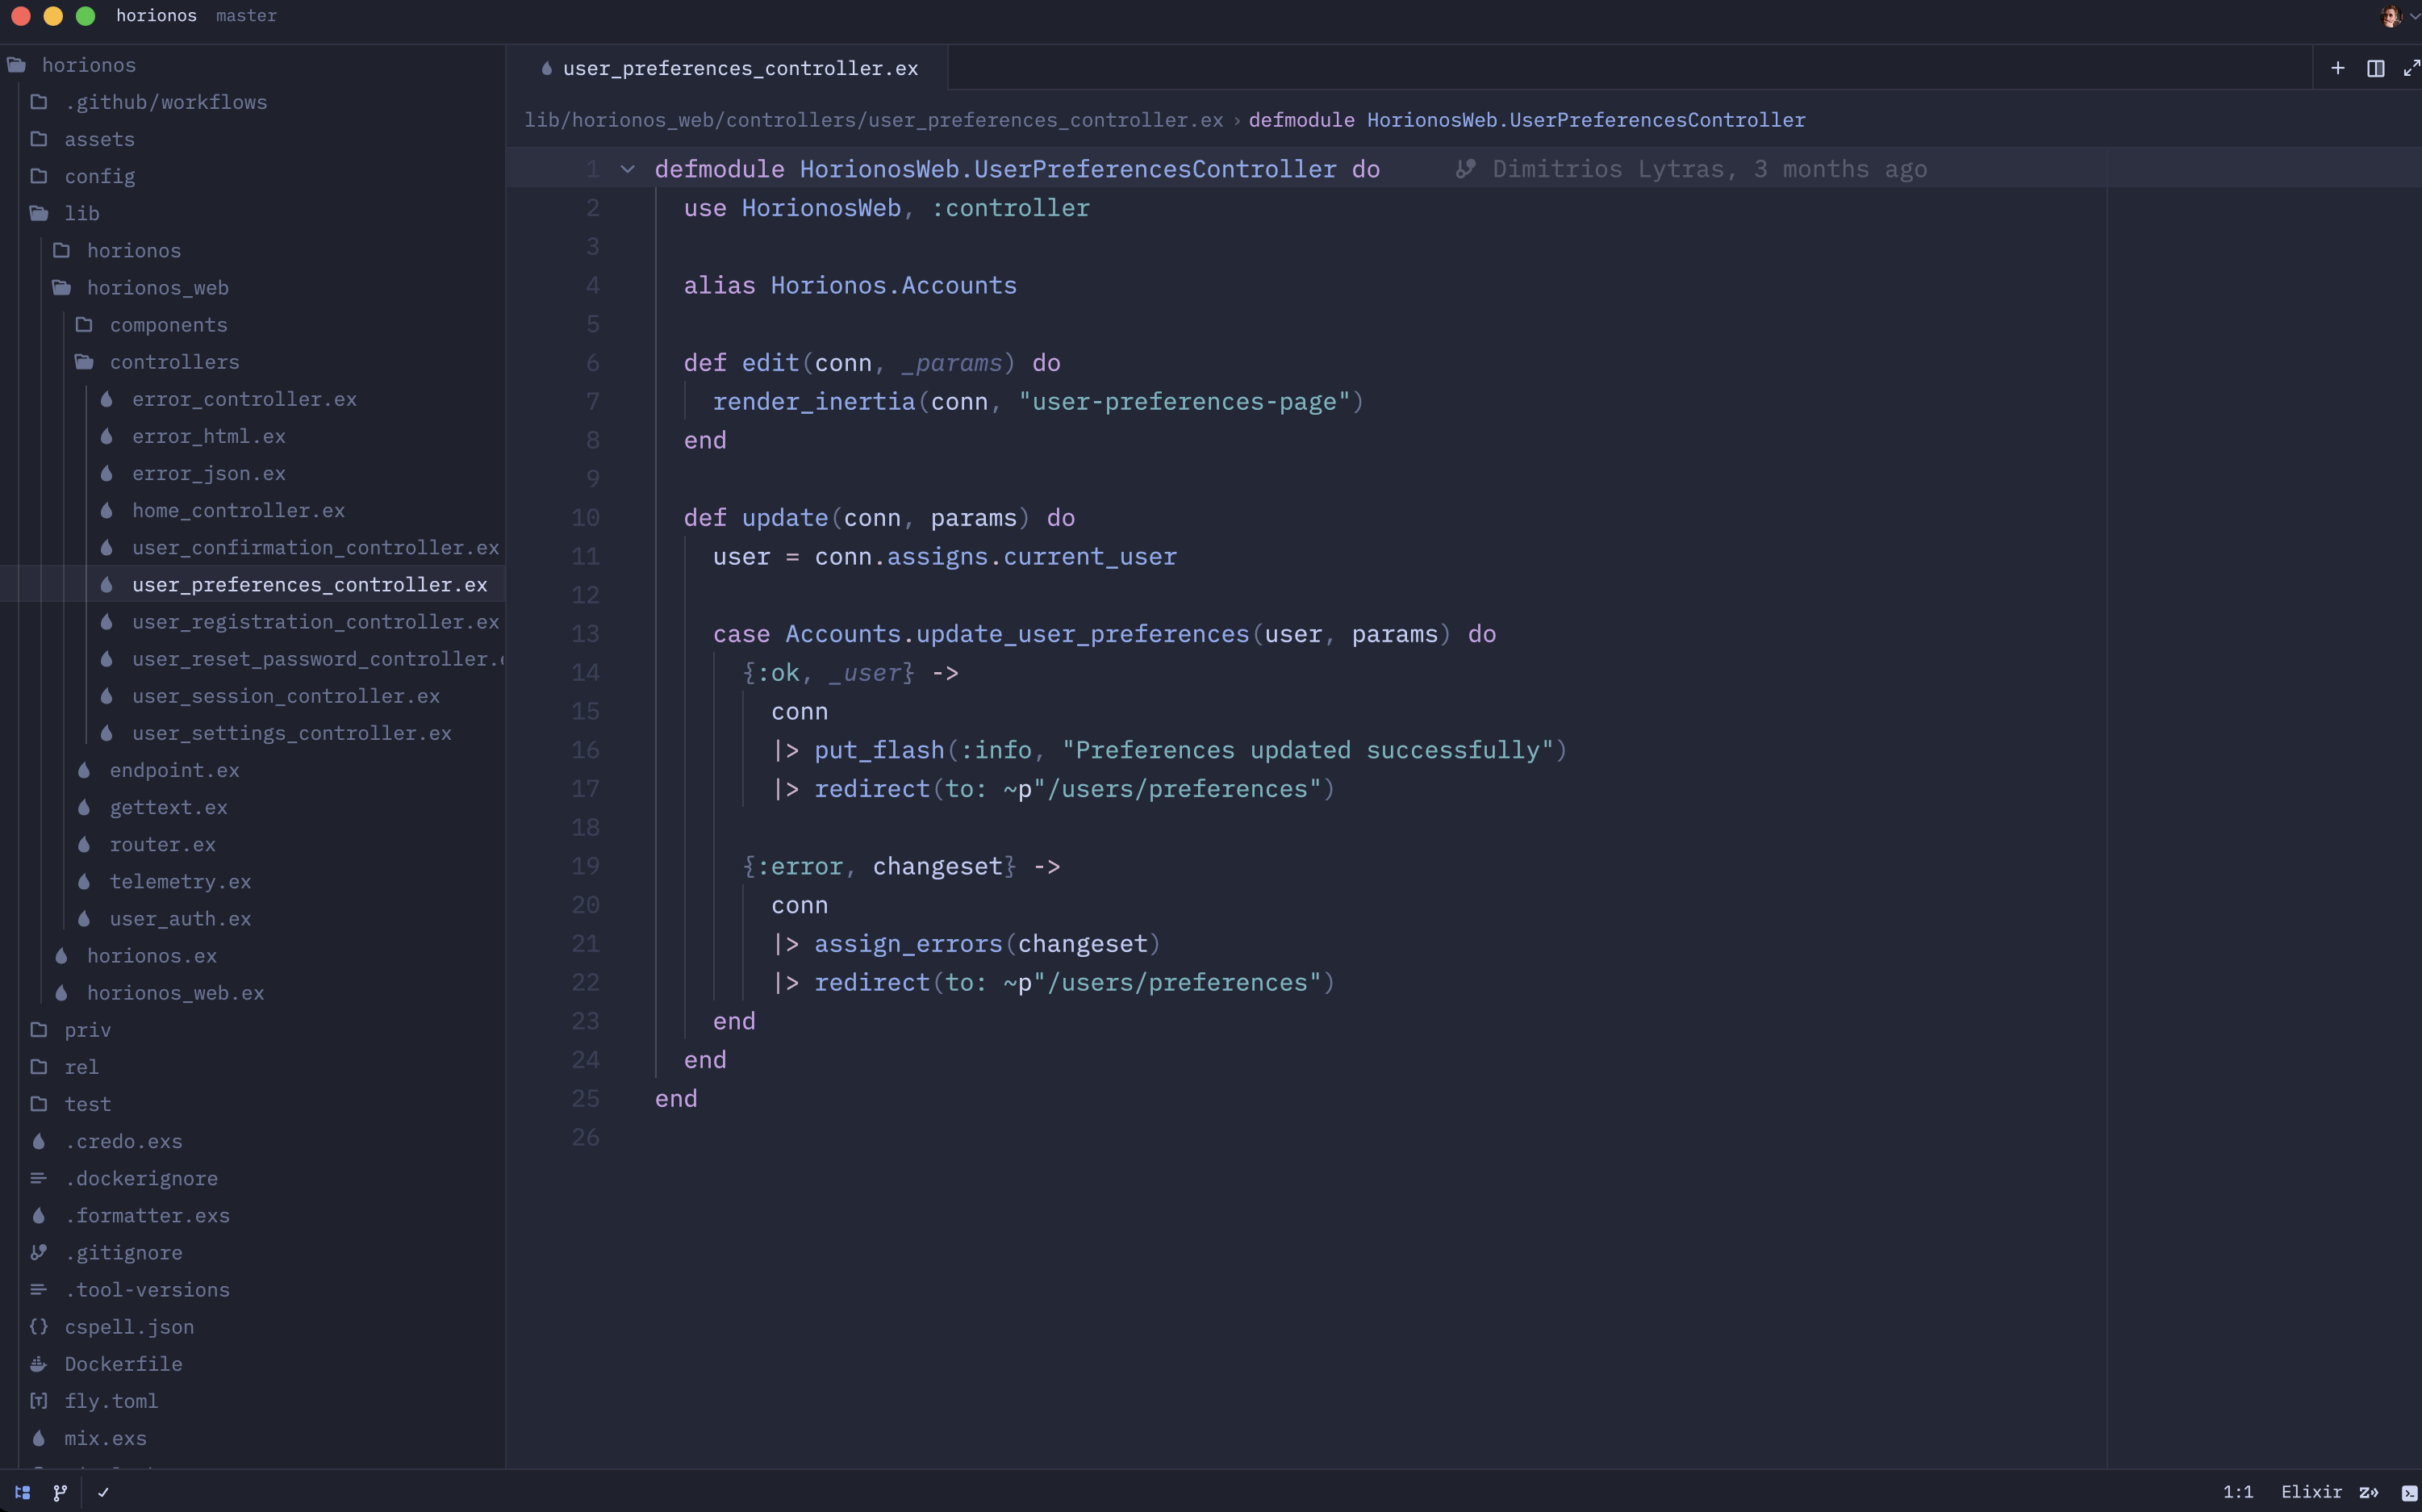 horionos master
horionos
.github/workflows
assets
config
lib
horionos
horionos_web
components
controllers
error_controller.ex
error_html.ex
error_json.ex
home_controller.ex
user_confirmation_controller.ex
user_preferences_controller.ex
user_registration_controller.ex
user_reset_password_controller.
user_session_controller.ex
user_settings_controller.ex
endpoint.ex
gettext.ex
router.ex
telemetry.ex
user_auth.ex
horionos.ex
horionos_web.ex
priv
rel
test
.credo.exs
.dockerignore
.formatter.exs
.gitignore
.tool-versions
cspell.json
Dockerfile
fly.toml
mix.exs
user_preferences_controller.ex
lib/horionos_web/controllers/user_preferences_controller.ex › defmodule HorionosWeb.UserPreferencesController
1 defmodule HorionosWeb.UserPreferencesController do Dimitrios Lytras, 3 months ago
2 use HorionosWeb, :controller
3
4 alias Horionos.Accounts
5
6 def edit(conn, _params) do
7 render_inertia(conn, "user-preferences-page")
8 end
9
10 def update(conn, params) do
11 user = conn.assigns.current_user
12
13 case Accounts.update_user_preferences(user, params) do
14 {:ok, _user} ->
15 conn
16 |> put_flash(:info, "Preferences updated successfully")
17 |> redirect(to: ~p"/users/preferences")
18
19 {:error, changeset} ->
20 conn
21 |> assign_errors(changeset)
22 |> redirect(to: ~p"/users/preferences")
23 end
24 end
25 end
26
1:1 Elixir